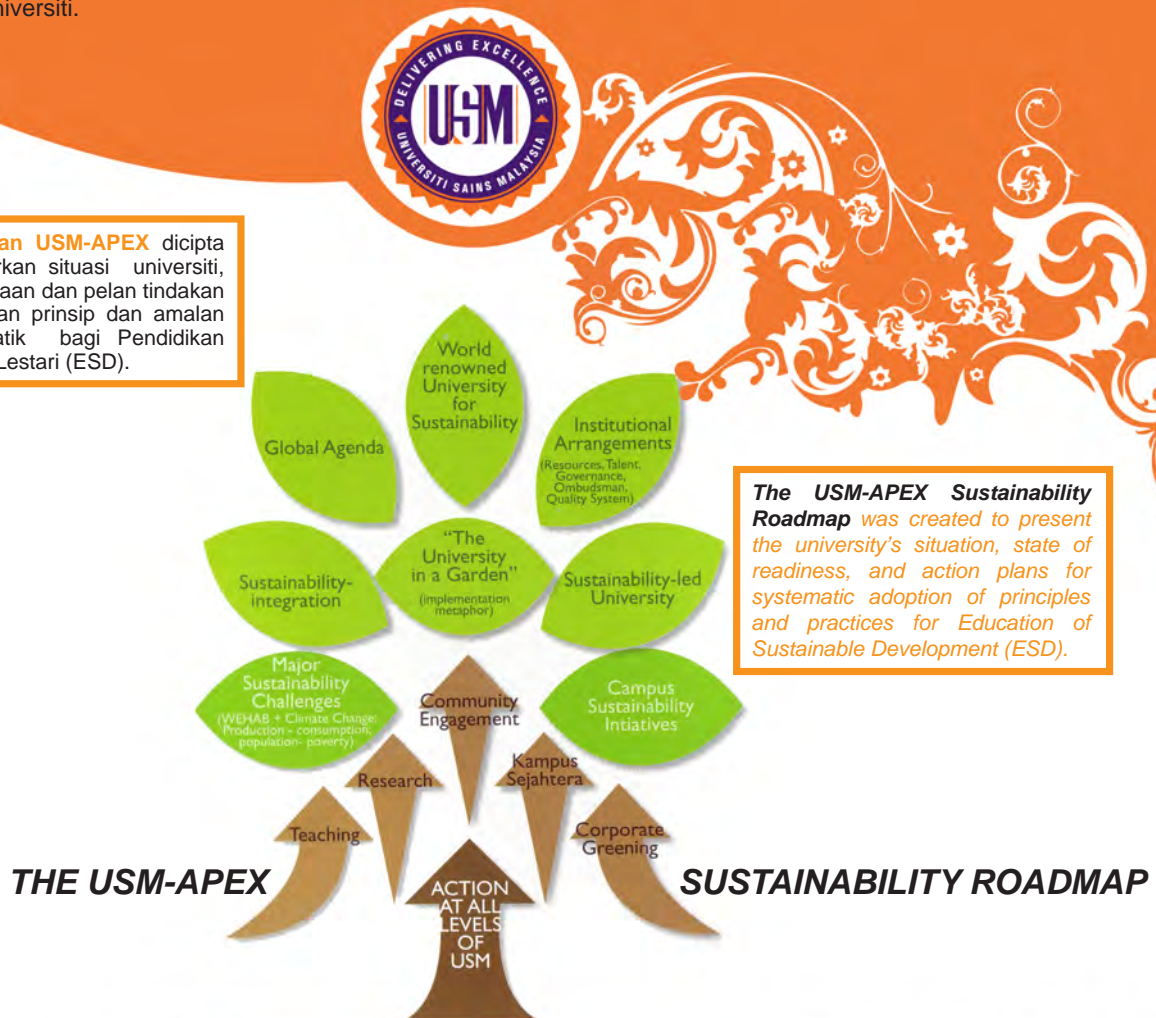 niversiti.
DELIVERING EXCELLENCE
USM
UNIVERSITI SAINS MALAYSIA
an USM-APEX dicipta
rkan situasi universiti,
aan dan pelan tindakan
an prinsip dan amalan
atik bagi Pendidikan
Lestari (ESD).
World
renowned
University
for
Sustainability
Global Agenda
Institutional
Arrangements
(Resources, Talent,
Governance,
Ombudsman,
Quality System)
The USM-APEX Sustainability
Roadmap was created to present
the university's situation, state of
readiness, and action plans for
systematic adoption of principles
and practices for Education of
Sustainable Development (ESD).
Sustainability-
integration
"The
University
in a Garden"
(implementation
metaphor)
Sustainability-led
University
Major
Sustainability
Challenges
(WEHAB + Climate Change;
Production - consumption;
population- poverty)
Community
Engagement
Campus
Sustainability
Intiatives
Research
Kampus
Sejahtera
Teaching
Corporate
Greening
THE USM-APEX
SUSTAINABILITY ROADMAP
ACTION
AT ALL
LEVELS
OF
USM